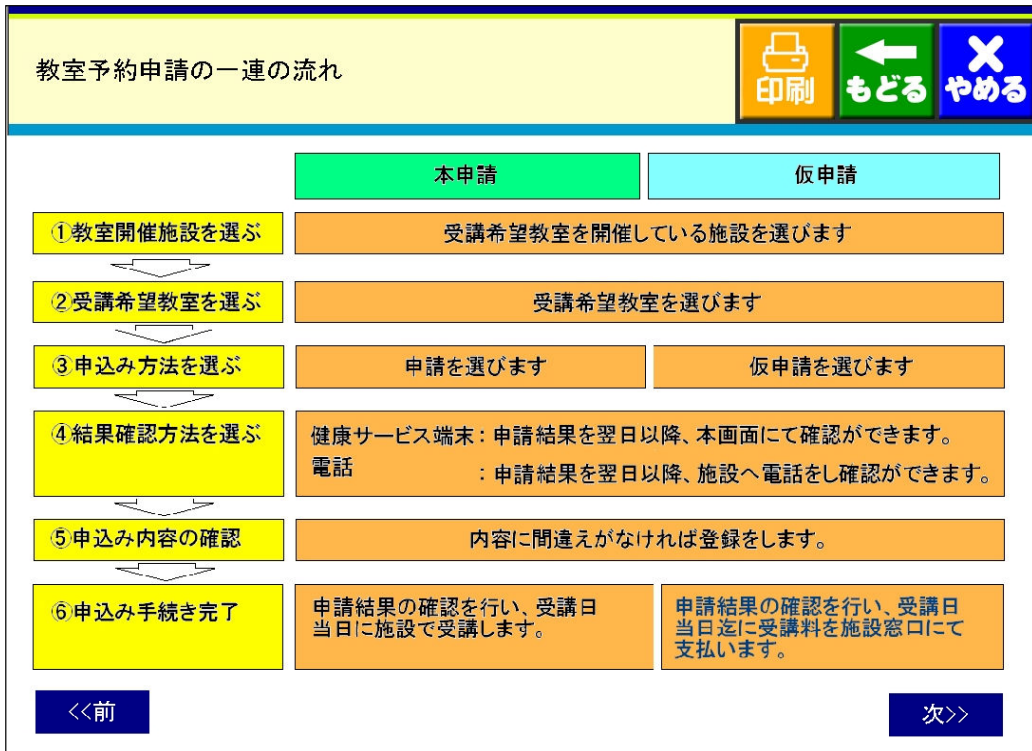 教室予約申請の一連の流れ
印刷
もどる
やめる
本申請
仮申請
①教室開催施設を選ぶ
受講希望教室を開催している施設を選びます
②受講希望教室を選ぶ
受講希望教室を選びます
③申込み方法を選ぶ
申請を選びます
仮申請を選びます
④結果確認方法を選ぶ
健康サービス端末：申請結果を翌日以降、本画面にて確認ができます。
電話　　　　　　：申請結果を翌日以降、施設へ電話をし確認ができます。
⑤申込み内容の確認
内容に間違えがなければ登録をします。
⑥申込み手続き完了
申請結果の確認を行い、受講日
当日に施設で受講します。
申請結果の確認を行い、受講日
当日迄に受講料を施設窓口にて
支払います。
<<前
次>>